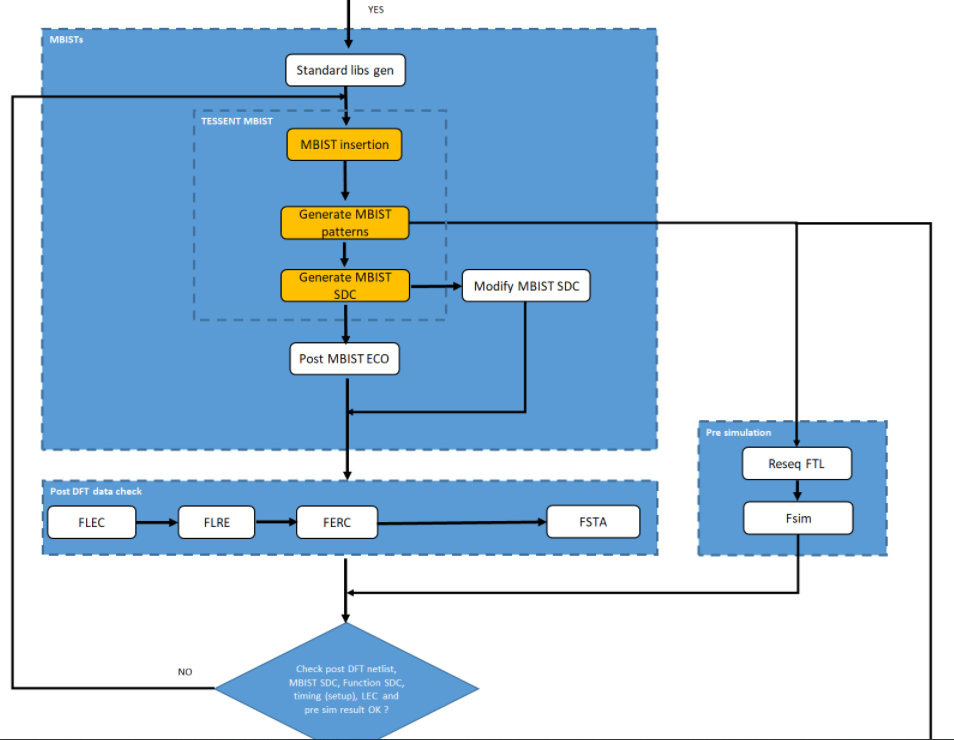 YES
MBISTs
Standard libs gen
TESSENT MBIST
MBIST insertion
Generate MBIST
patterns
Generate MBIST
SDC
Modify MBIST SDC
Post MBIST ECO
Pre simulation
Reseq FTL
Fsim
Post DFT data check
FLEC
FLRE
FERC
FSTA
NO
Check post DFT netlist,
MBIST SDC, Function SDC,
timing (setup), LEC and
pre sim result OK ?